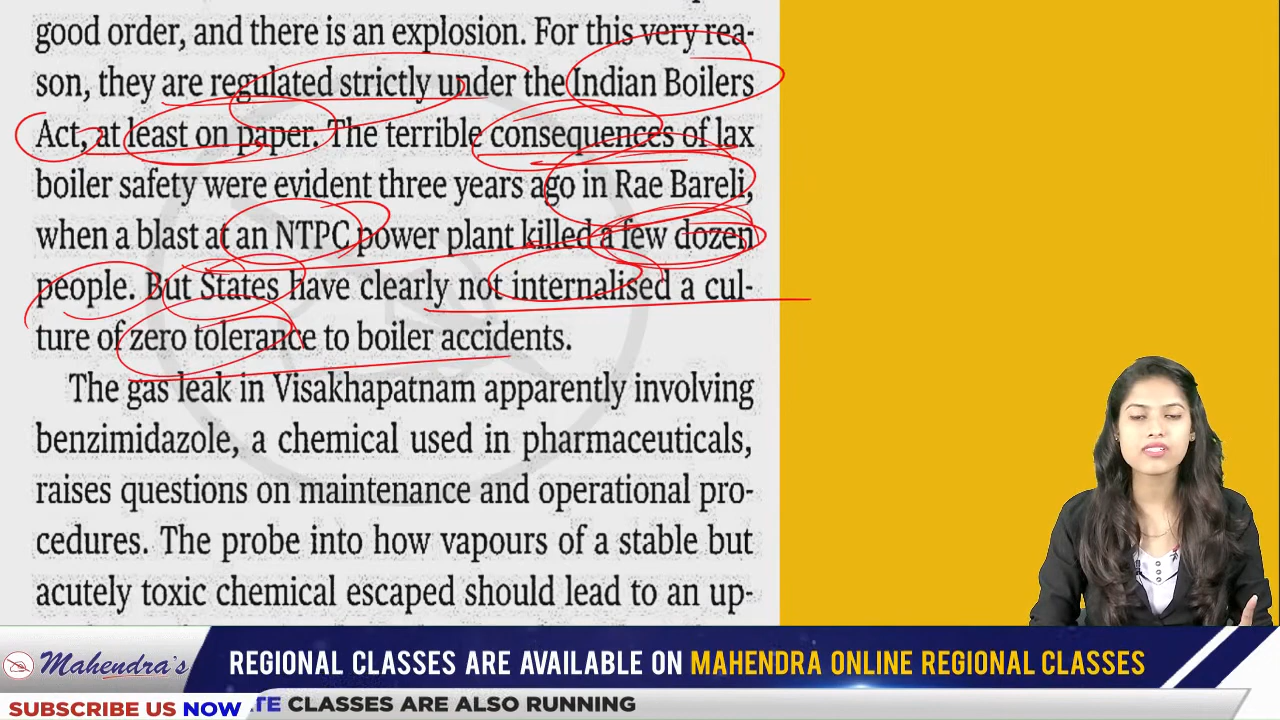 good order, and there is an explosion. For this very rea-
son, they are regulated strictly under the Indian Boilers
Act, at least on paper. The terrible consequences of lax
boiler safety were evident three years ago in Rae Bareli,
when a blast at an NTPC power plant killed a few dozen
people. But States have clearly not internalised a cul-
ture of zero tolerance to boiler accidents.
The gas leak in Visakhapatnam apparently involving
benzimidazole, a chemical used in pharmaceuticals,
raises questions on maintenance and operational pro-
cedures. The probe into how vapours of a stable but
acutely toxic chemical escaped should lead to an up-
Mahendra's
REGIONAL CLASSES ARE AVAILABLE ON MAHENDRA ONLINE REGIONAL CLASSES
SUBSCRIBE US NOW
TE CLASSES ARE ALSO RUNNING